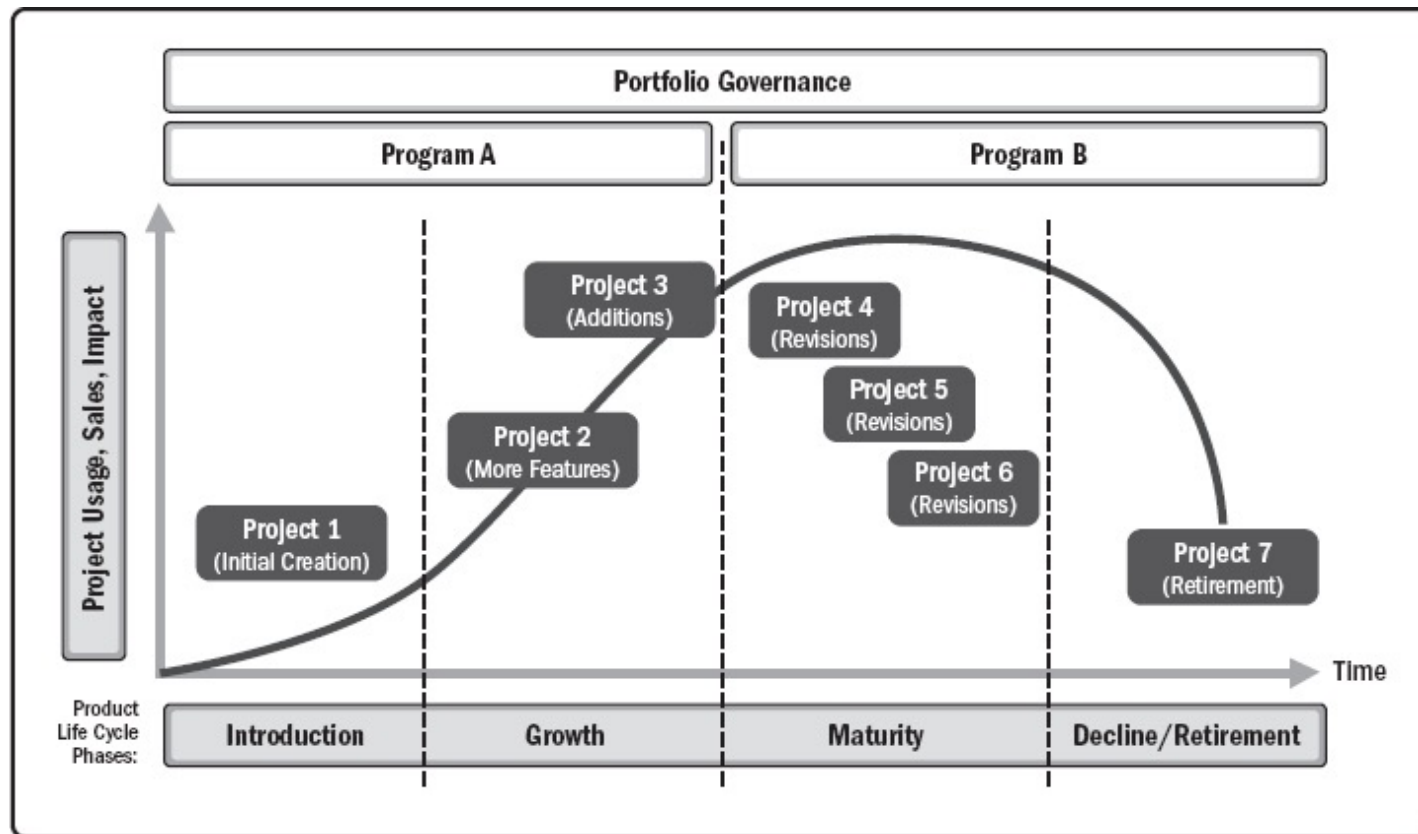 Portfolio Governance
Program A
Program B
Project Usage, Sales, Impact
Project 3
(Additions)
Project 4
(Revisions)
Project 5
(Revisions)
Project 2
(More Features)
Project 6
(Revisions)
Project 1
(Initial Creation)
Project 7
(Retirement)
Time
Product
Life Cycle
Phases:
Introduction
Growth
Maturity
Decline/Retirement